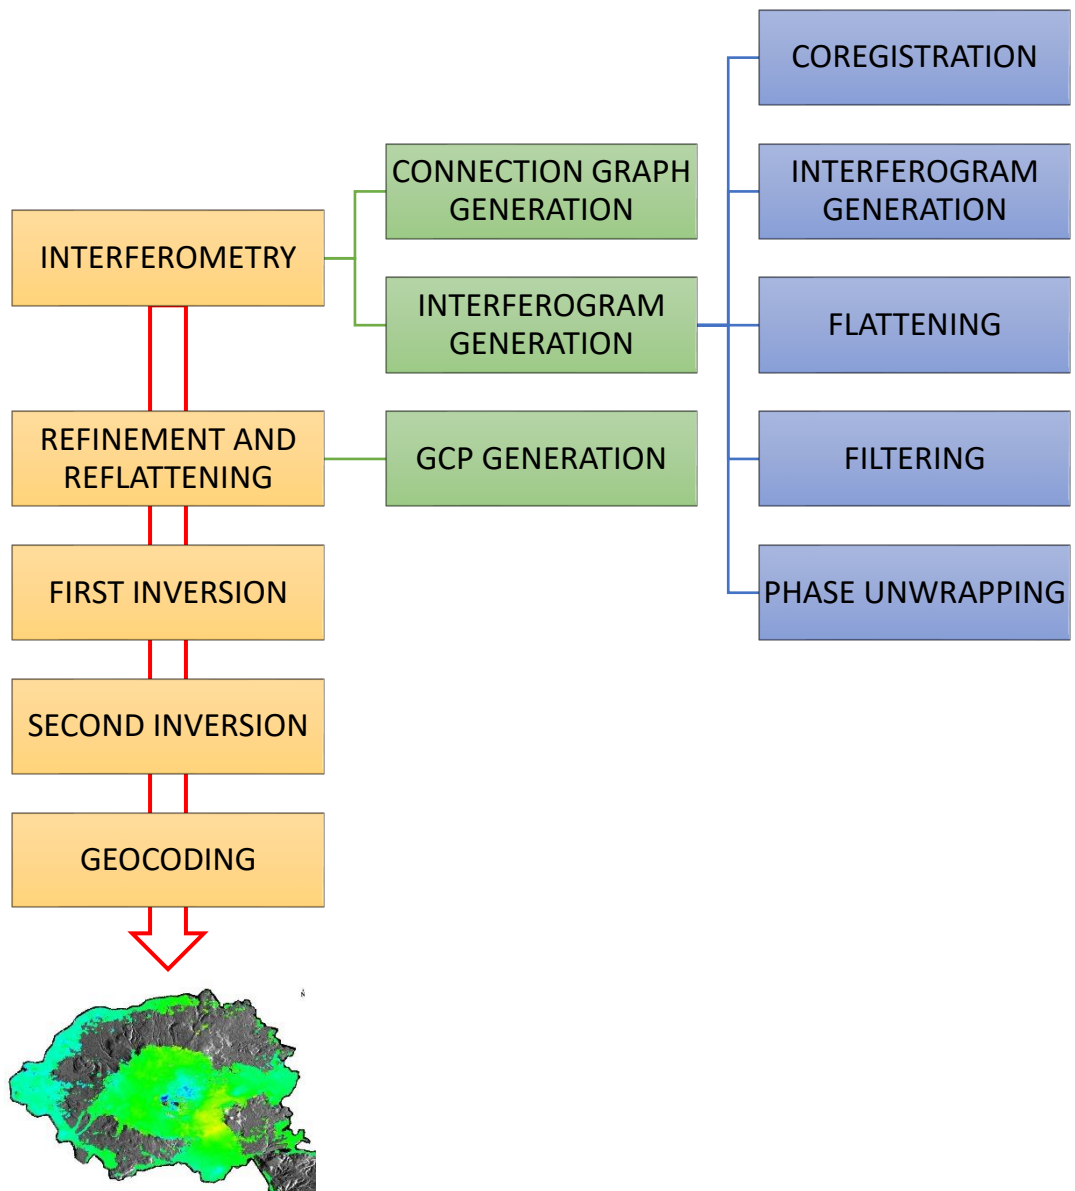 COREGISTRATION
CONNECTION GRAPH
GENERATION
INTERFEROGRAM
GENERATION
INTERFEROMETRY
INTERFEROGRAM
GENERATION
FLATTENING
REFINEMENT AND
REFLATTENING
GCP GENERATION
FILTERING
FIRST INVERSION
PHASE UNWRAPPING
SECOND INVERSION
GEOCODING
N